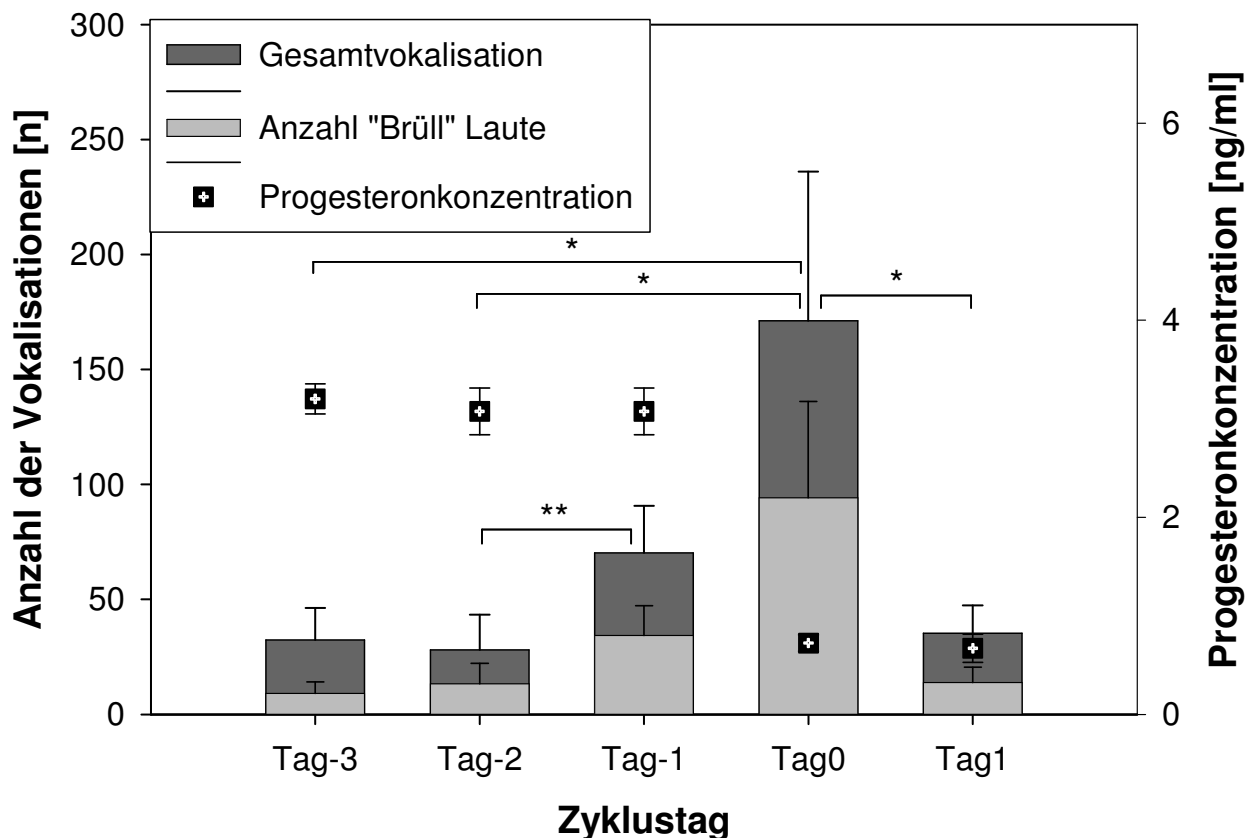 300
250
200
150
100
50
0
Anzahl der Vokalisationen [n]
Gesamtvokalisation
Anzahl "Brüll" Laute
Progesteronkonzentration
*
*
*
**
6
4
2
0
Progesteronkonzentration [ng/ml]
Tag-3 Tag-2 Tag-1 Tag0 Tag1
Zyklustag